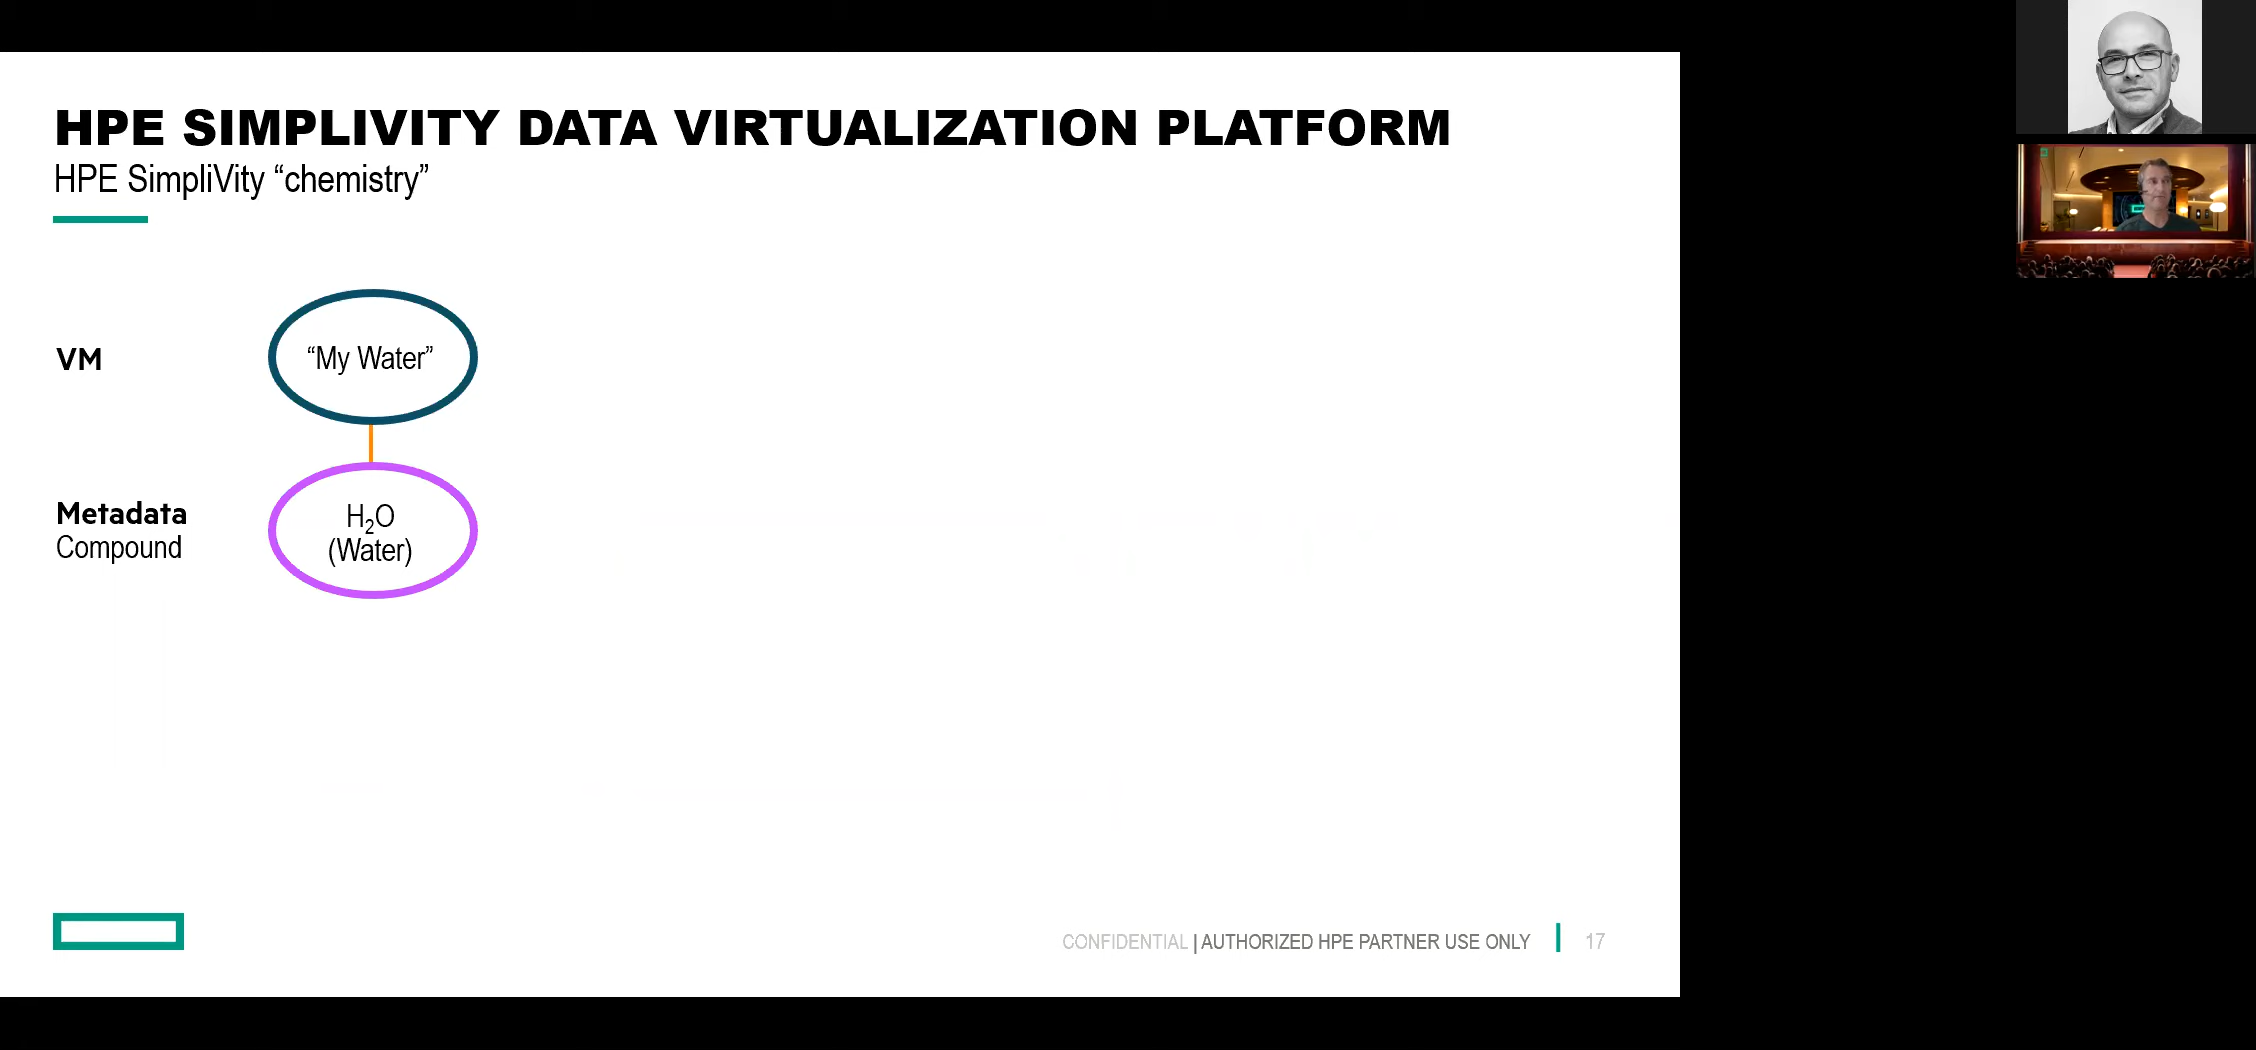 HPE SIMPLIVITY DATA VIRTUALIZATION PLATFORM
HPE SimpliVity “chemistry”
VM
“My Water”
Metadata
Compound
H₂O
(Water)
CONFIDENTIAL | AUTHORIZED HPE PARTNER USE ONLY
17